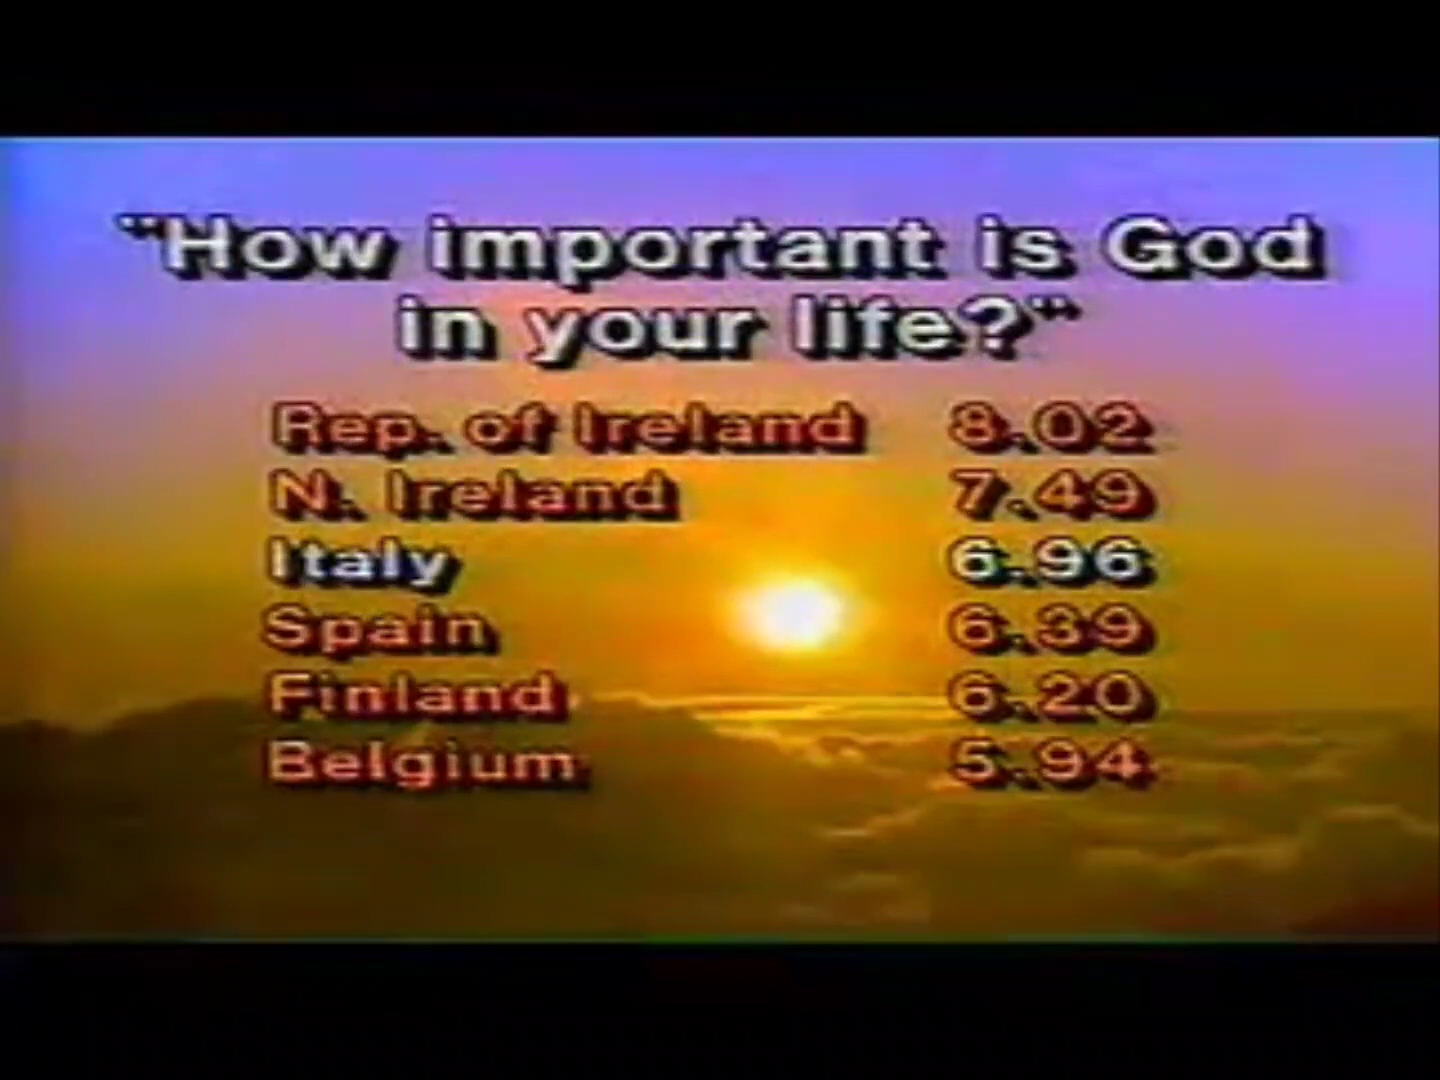 "How important is God
in your life?"
Rep. of Ireland 8.02
N. Ireland 7.49
Italy 6.96
Spain 6.39
Finland 6.20
Belgium 5.94